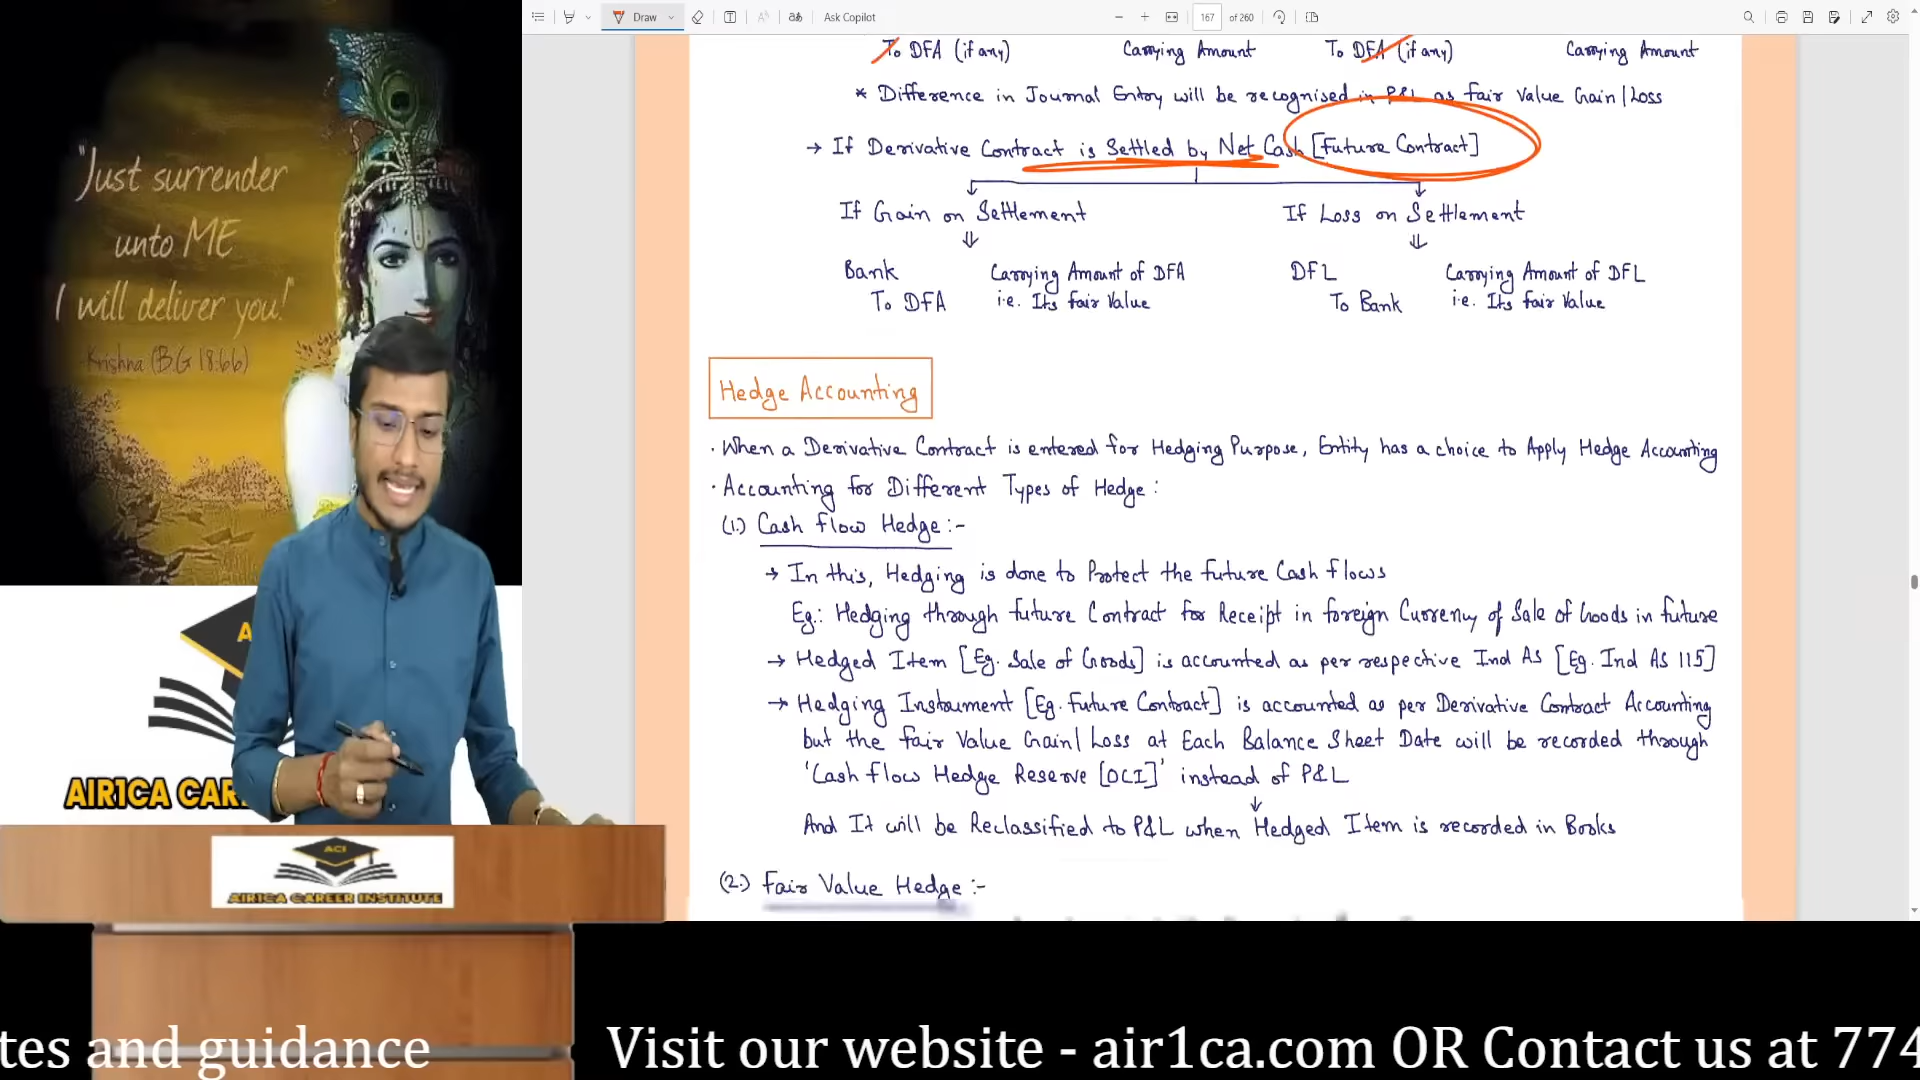 "Just surrender
unto ME
I will deliver you!"
- Krishna (B.G 18:66)
AIR1CA CAR
ACI
AIR1CA CAREER INSTITUTE
Draw
Ask Copilot
167 of 260
To DFA (if any) Carrying Amount To DFA (if any) Carrying Amount
* Difference in Journal Entry will be recognised in P&L as Fair Value Gain/Loss
→ If Derivative Contract is Settled by Net Cash [Future Contract]
If Gain on Settlement If Loss on Settlement
Bank Carrying Amount of DFA DFL Carrying Amount of DFL
To DFA i.e. Its Fair Value To Bank i.e. Its Fair Value
Hedge Accounting
· When a Derivative Contract is entered for Hedging Purpose, Entity has a choice to Apply Hedge Accounting
· Accounting for Different Types of Hedge:
(1.) Cash Flow Hedge :-
→ In this, Hedging is done to Protect the Future Cash Flows
Eg.: Hedging through Future Contract for Receipt in Foreign Currency of Sale of Goods in Future
→ Hedged Item [Eg. Sale of Goods] is accounted as per respective Ind AS [Eg. Ind AS 115]
→ Hedging Instrument [Eg. Future Contract] is accounted as per Derivative Contract Accounting
but the Fair Value Gain/Loss at Each Balance Sheet Date will be recorded through
'Cash Flow Hedge Reserve [OCI]' instead of P&L
And It will be Reclassified to P&L when Hedged Item is recorded in Books
(2.) Fair Value Hedge :-
tes and guidance Visit our website - air1ca.com OR Contact us at 774